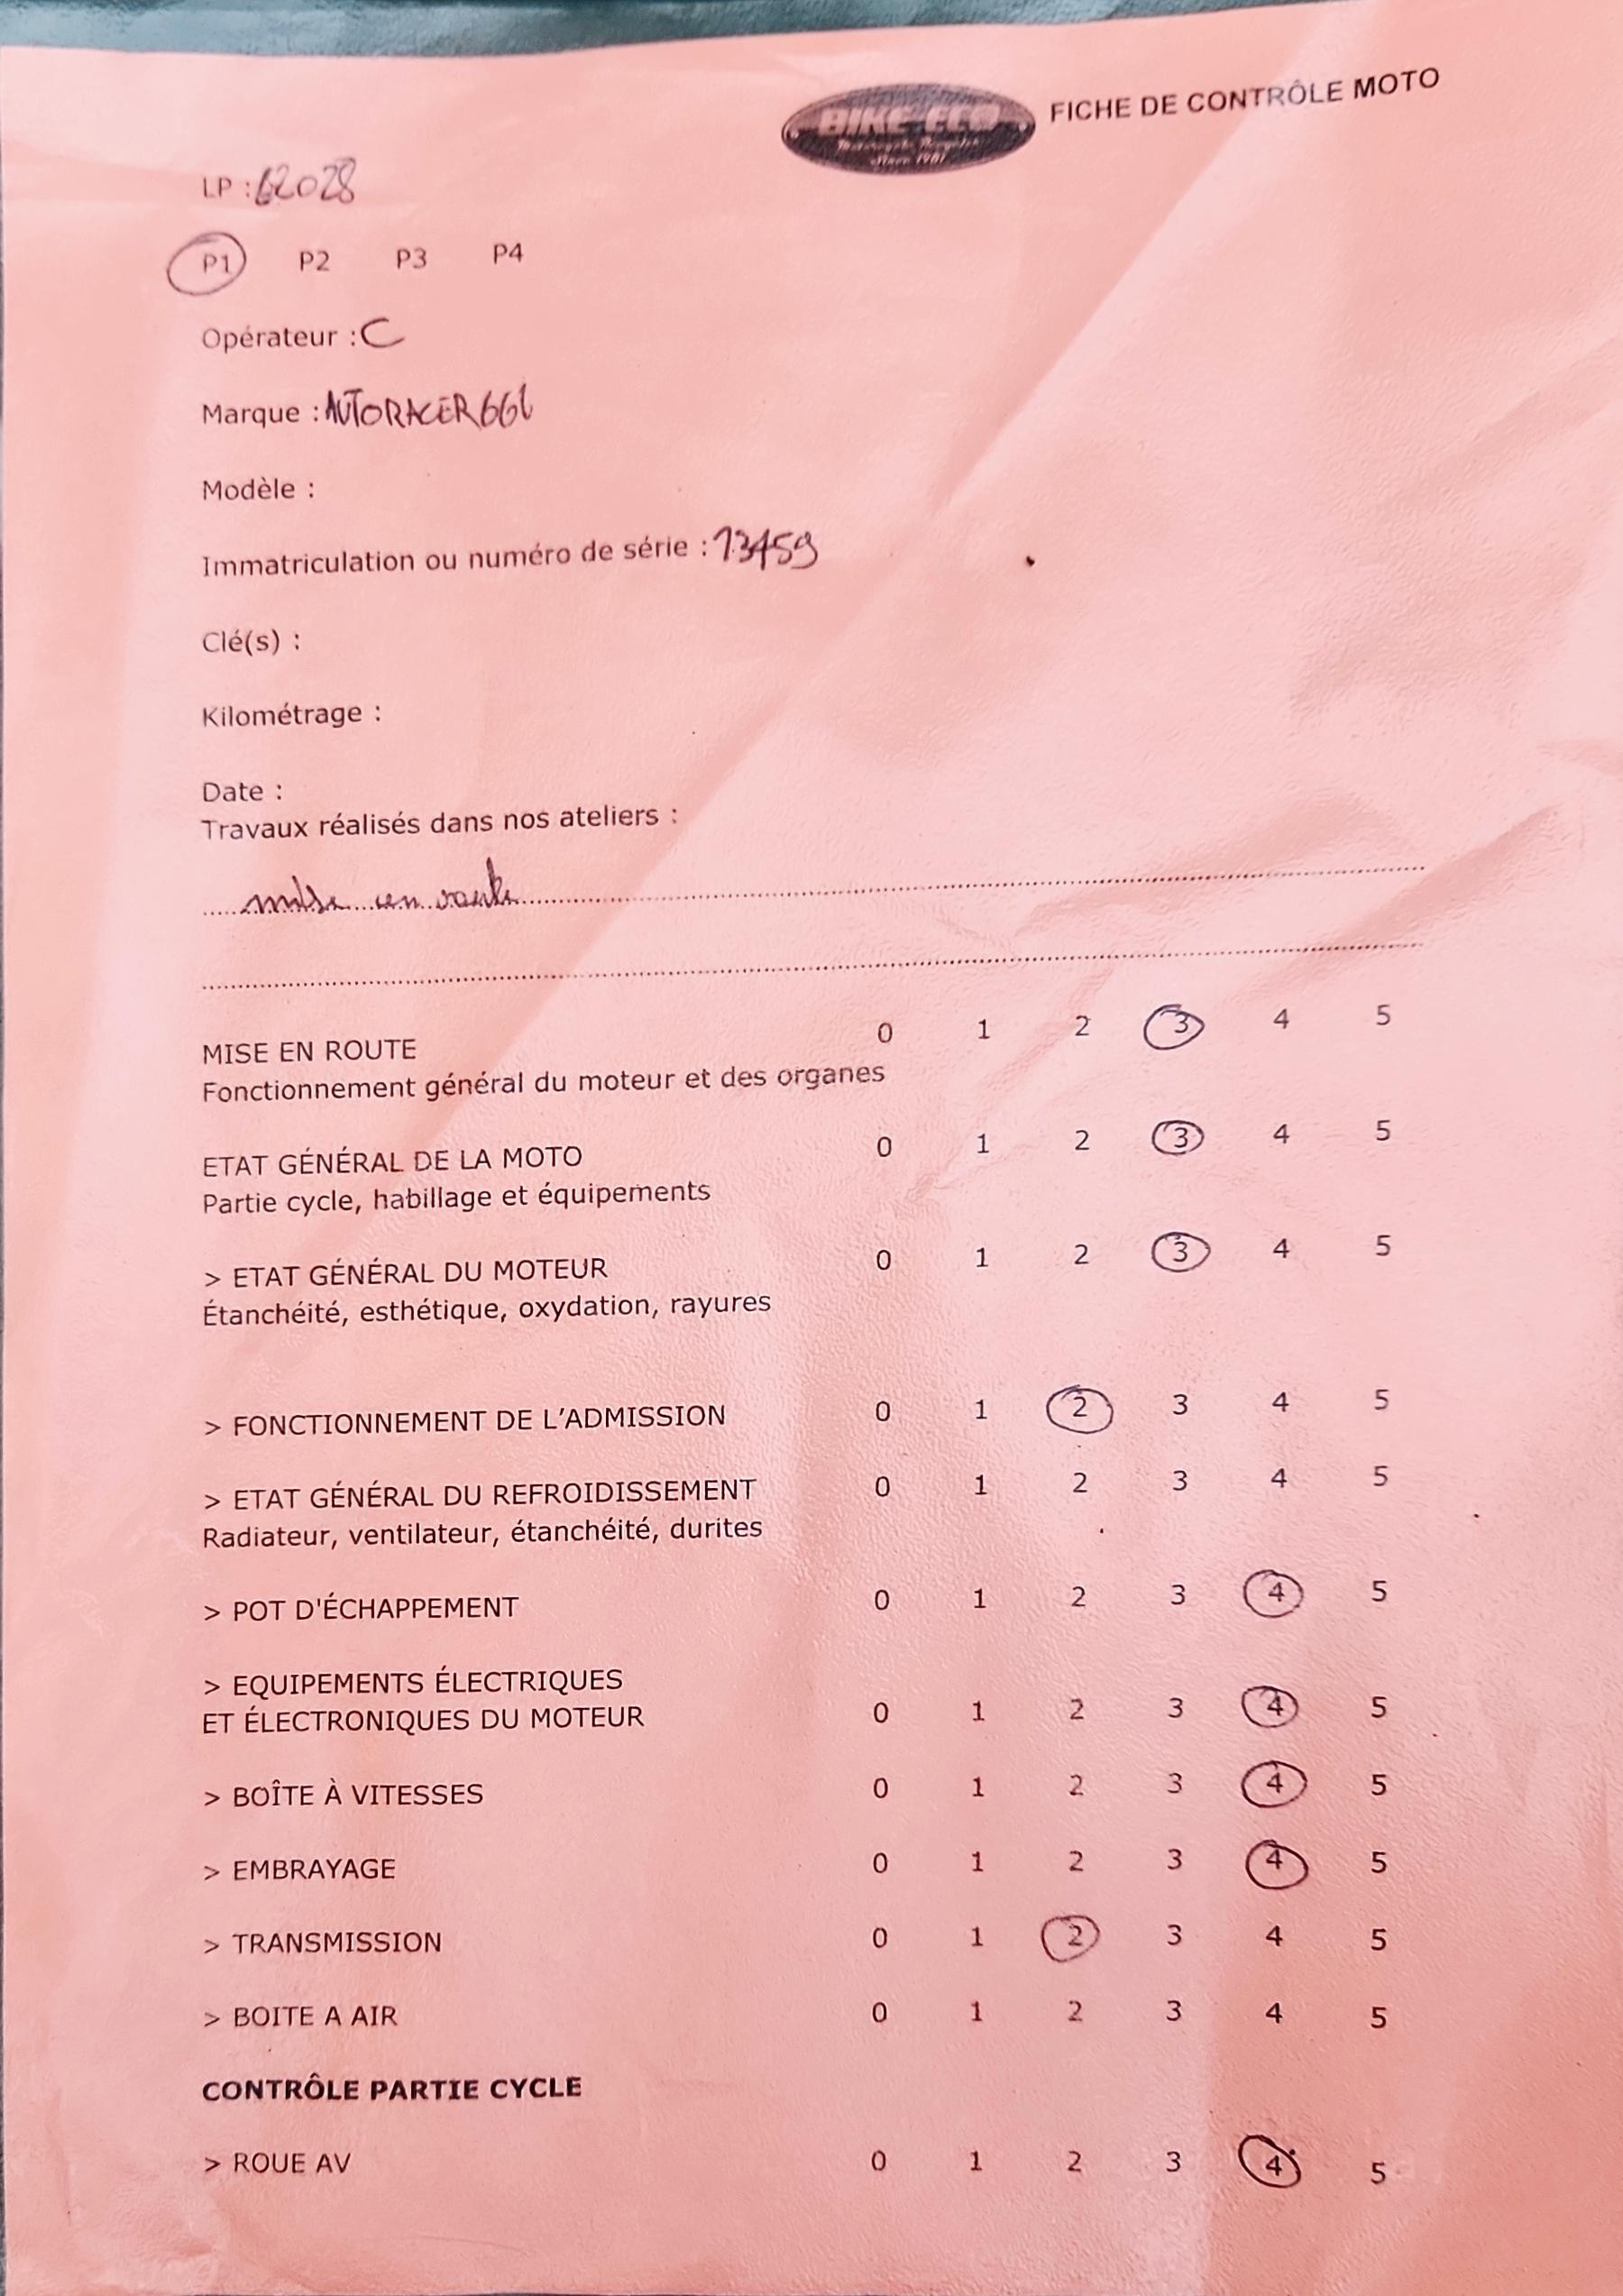 BIKE ECO
FICHE DE CONTRÔLE MOTO
LP : 62028
P1 P2 P3 P4
Opérateur : C
Marque : AUTORACER
Modèle :
Immatriculation ou numéro de série : 13459
Clé(s) :
Kilométrage :
Date :
Travaux réalisés dans nos ateliers :
mise en route
MISE EN ROUTE 0 1 2 3 4 5
Fonctionnement général du moteur et des organes
ETAT GÉNÉRAL DE LA MOTO 0 1 2 3 4 5
Partie cycle, habillage et équipements
> ETAT GÉNÉRAL DU MOTEUR 0 1 2 3 4 5
Étanchéité, esthétique, oxydation, rayures
> FONCTIONNEMENT DE L'ADMISSION 0 1 2 3 4 5
> ETAT GÉNÉRAL DU REFROIDISSEMENT 0 1 2 3 4 5
Radiateur, ventilateur, étanchéité, durites
> POT D'ÉCHAPPEMENT 0 1 2 3 4 5
> EQUIPEMENTS ÉLECTRIQUES
ET ÉLECTRONIQUES DU MOTEUR 0 1 2 3 4 5
> BOÎTE À VITESSES 0 1 2 3 4 5
> EMBRAYAGE 0 1 2 3 4 5
> TRANSMISSION 0 1 2 3 4 5
> BOITE A AIR 0 1 2 3 4 5
CONTRÔLE PARTIE CYCLE
> ROUE AV 0 1 2 3 4 5